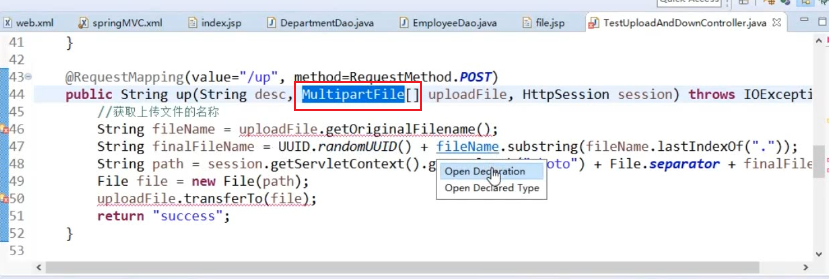 Quick Access
web.xml springMVC.xml index.jsp DepartmentDao.java EmployeeDao.java file.jsp TestUploadAndDownController.java
41 }
42
43 @RequestMapping(value="/up", method=RequestMethod.POST)
44 public String up(String desc, MultipartFile[] uploadFile, HttpSession session) throws IOExcepti
//获取上传文件的名称
46 String fileName = uploadFile.getOriginalFilename();
47 String finalFileName = UUID.randomUUID() + fileName.substring(fileName.lastIndexOf("."));
48 String path = session.getServletContext().g oto") + File.separator + finalFile
49 File file = new File(path);
50 uploadFile.transferTo(file);
51 return "success";
52 }
53
Open Declaration
Open Declared Type